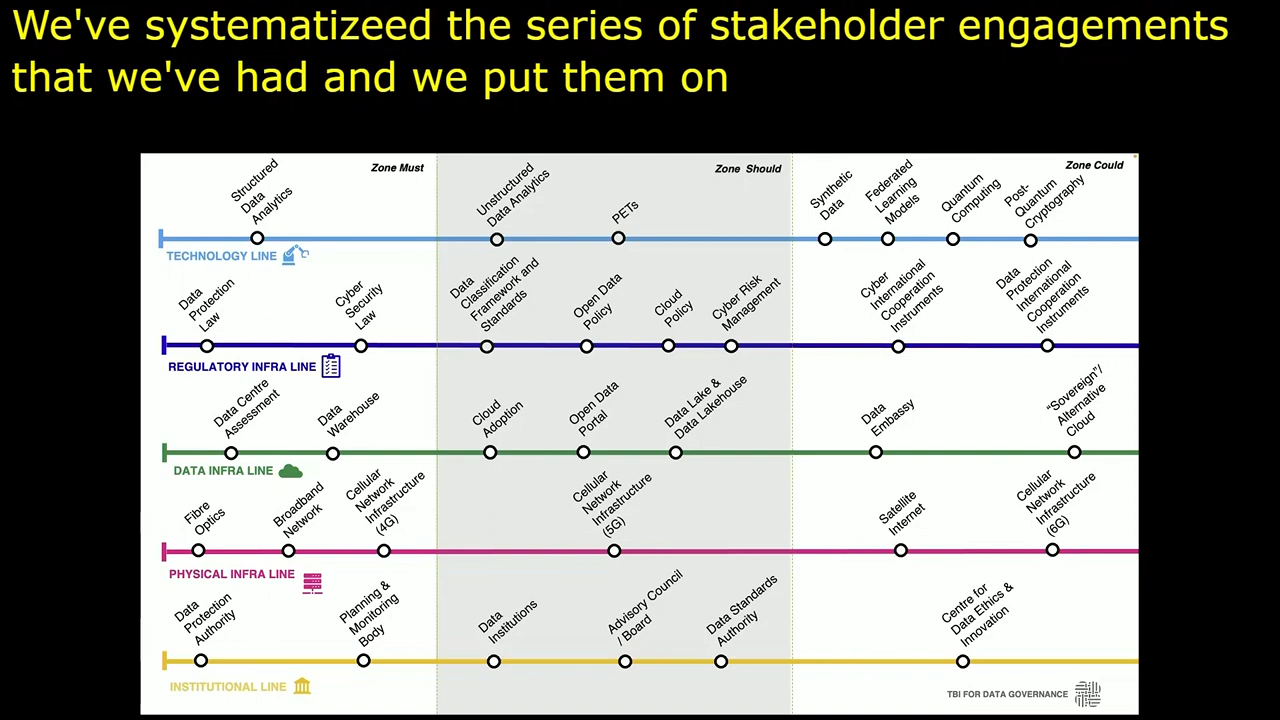 We've systematizeed the series of stakeholder engagements
that we've had and we put them on
Zone Must
Zone Should
Zone Could
Structured
Data
Analytics
Unstructured
Data Analytics
PETs
Synthetic
Data
Federated
Learning
Models
Quantum
Computing
Post-
Quantum
Cryptography
TECHNOLOGY LINE
Data
Protection
Law
Cyber
Security
Law
Data
Classification
Framework and
Standards
Open Data
Policy
Cloud
Policy
Cyber Risk
Management
Cyber
International
Cooperation
Instruments
Data
Protection
International
Cooperation
Instruments
REGULATORY INFRA LINE
Data Centre
Assessment
Data
Warehouse
Cloud
Adoption
Open Data
Portal
Data Lake &
Data Lakehouse
Data
Embassy
“Sovereign”/
Alternative
Cloud
DATA INFRA LINE
Fibre
Optics
Broadband
Network
Cellular
Network
Infrastructure
(4G)
Cellular
Network
Infrastructure
(5G)
Satellite
Internet
Cellular
Network
Infrastructure
(6G)
PHYSICAL INFRA LINE
Data
Protection
Authority
Planning &
Monitoring
Body
Data
Institutions
Advisory Council
/ Board
Data Standards
Authority
Centre for
Data Ethics &
Innovation
INSTITUTIONAL LINE
TBI FOR DATA GOVERNANCE